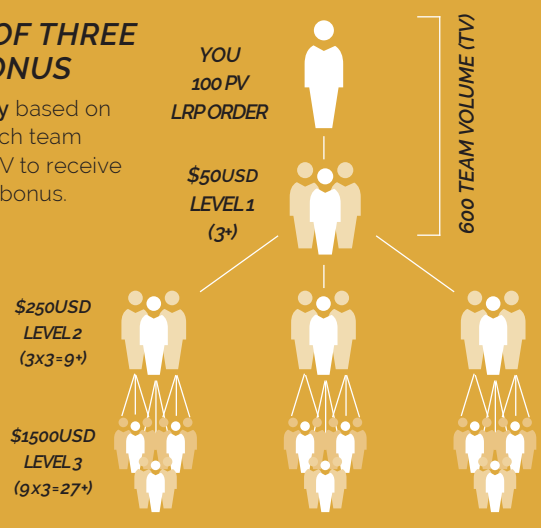 OF THREE
ONUS
y based on
ch team
V to receive
bonus.
YOU
100 PV
LRP ORDER
$50USD
LEVEL 1
(3+)
600 TEAM VOLUME (TV)
$250USD
LEVEL 2
(3x3=9+)
$1500USD
LEVEL 3
(9x3=27+)